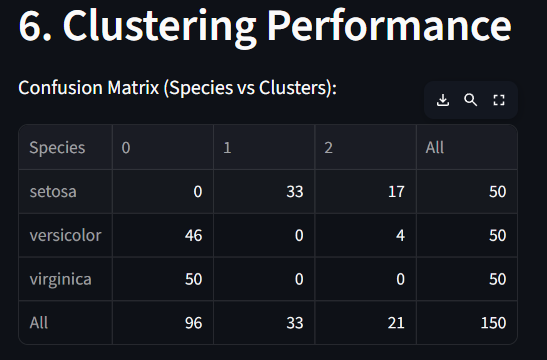 6. Clustering Performance
Confusion Matrix (Species vs Clusters):
Species 0 1 2 All
setosa 0 33 17 50
versicolor 46 0 4 50
virginica 50 0 0 50
All 96 33 21 150